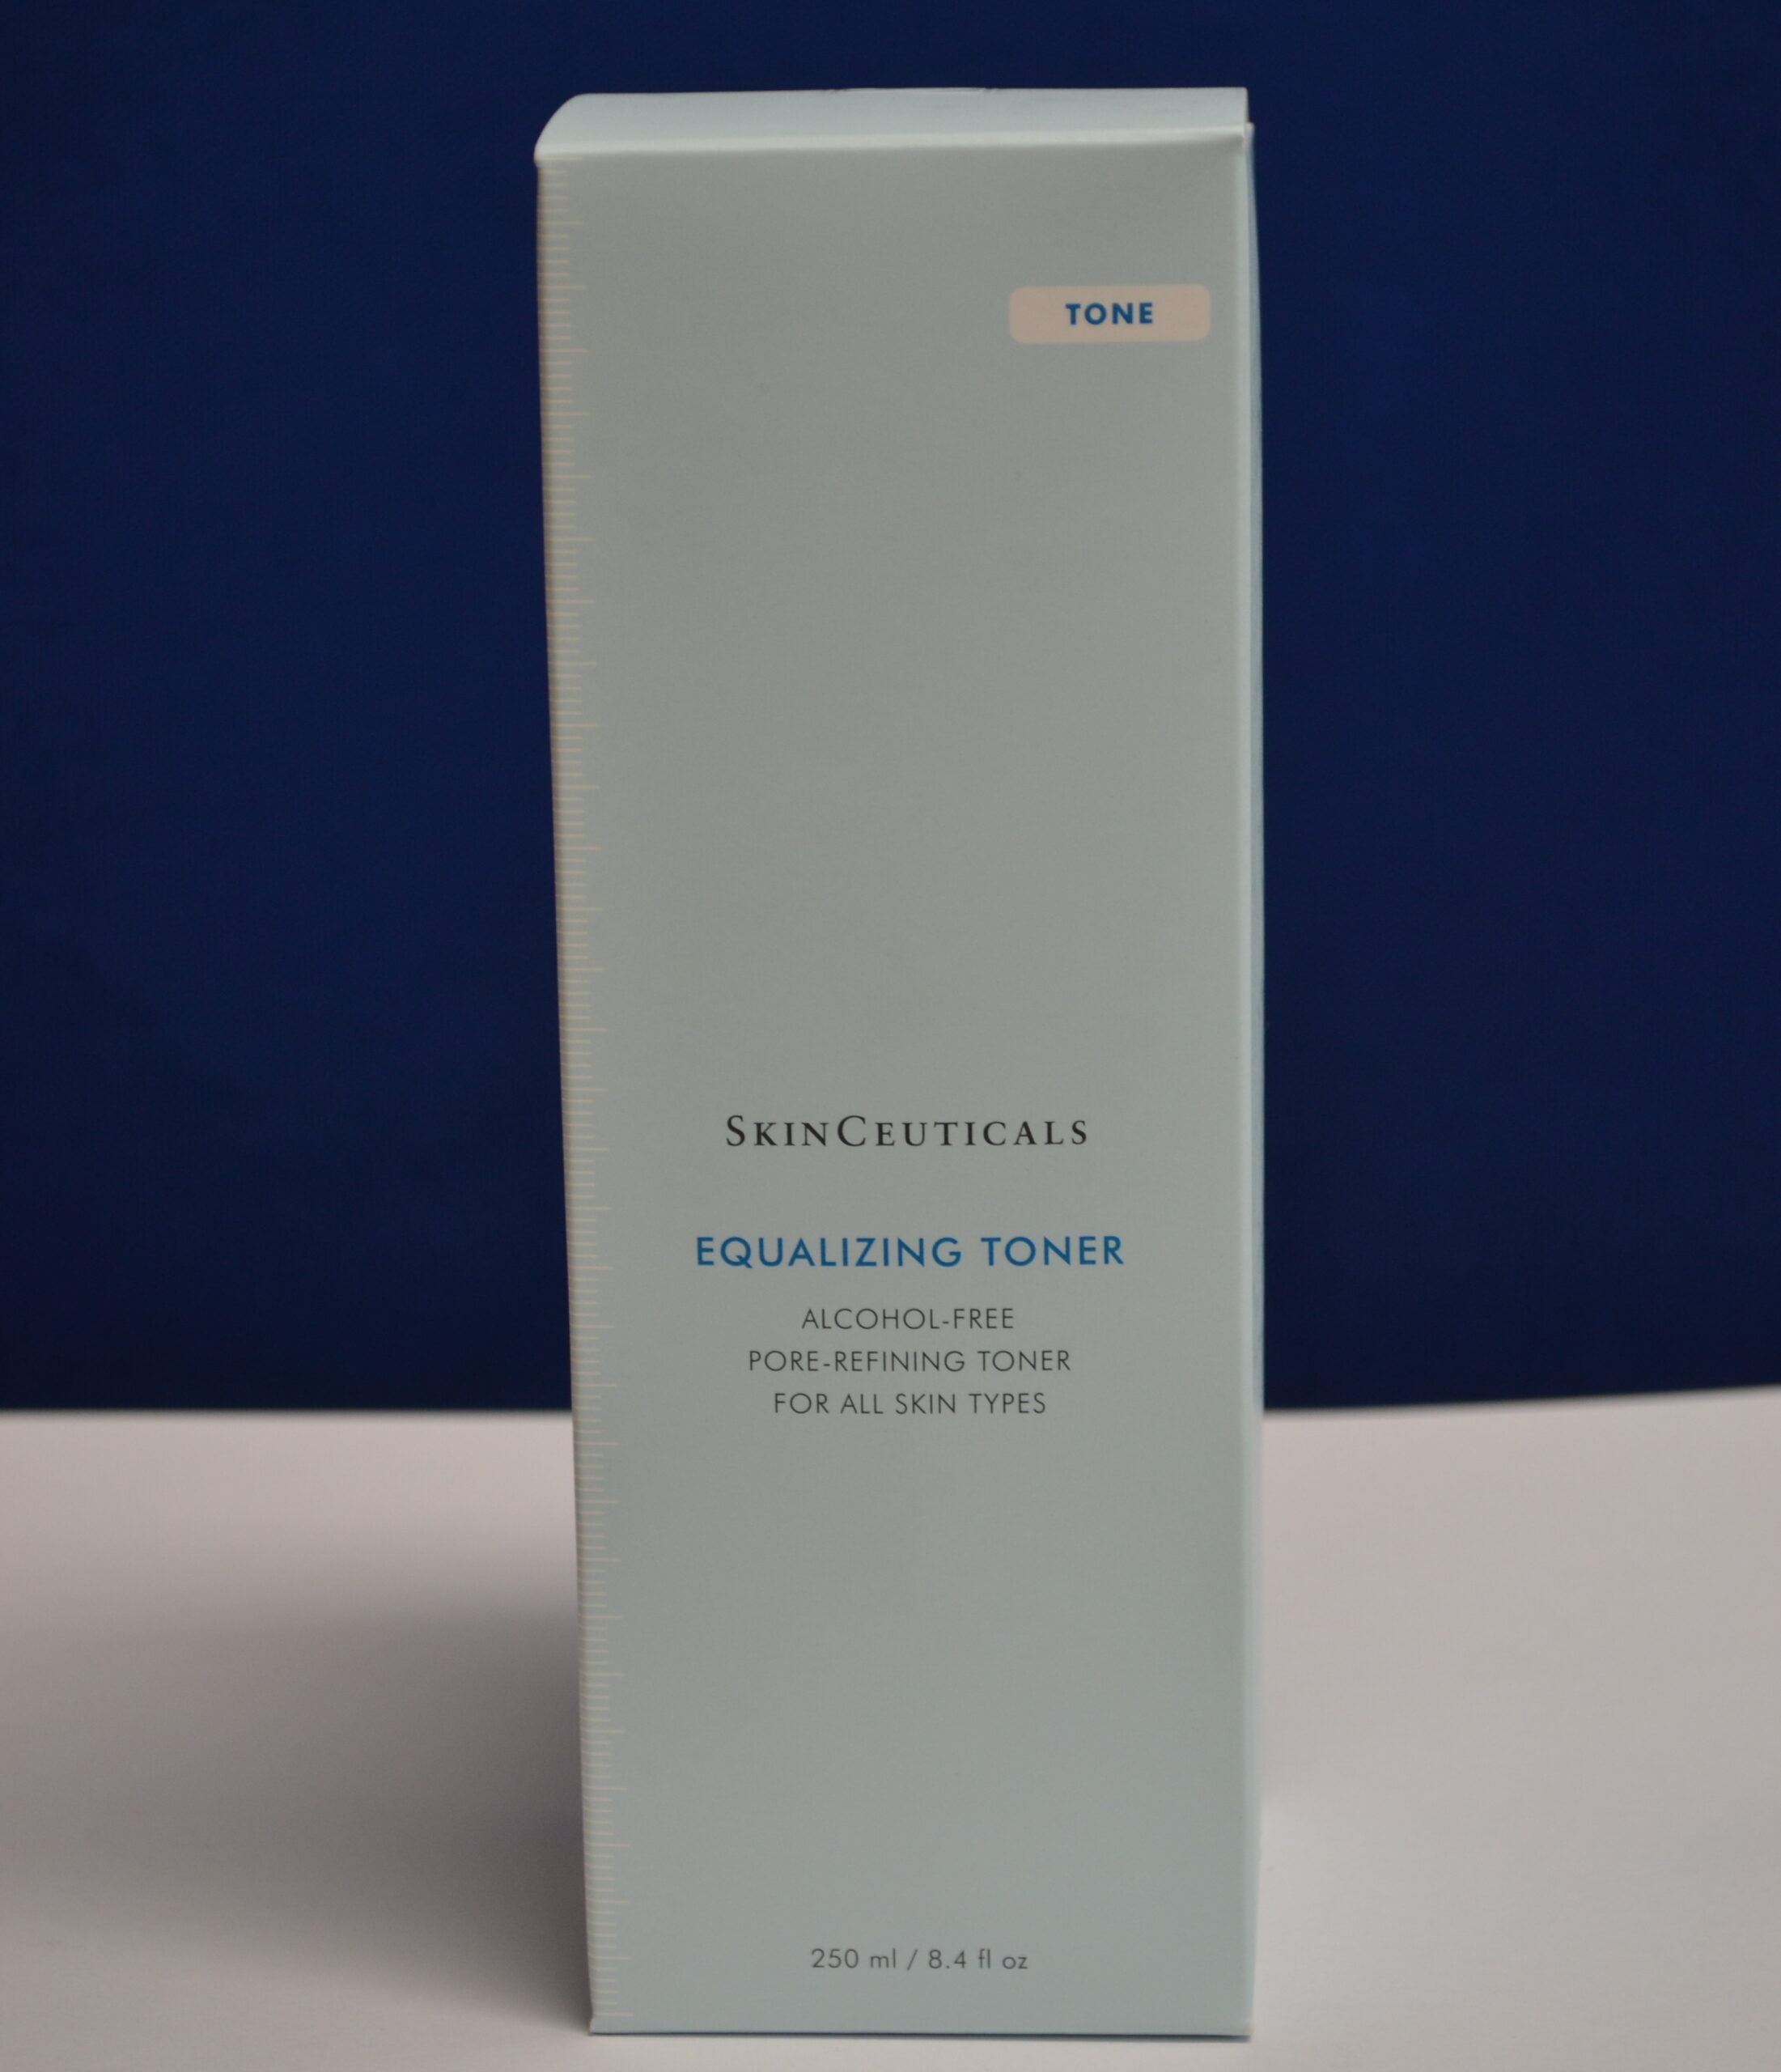 TONE
SKINCEUTICALS
EQUALIZING TONER
ALCOHOL-FREE
PORE-REFINING TONER
FOR ALL SKIN TYPES
250 ml / 8.4 fl oz